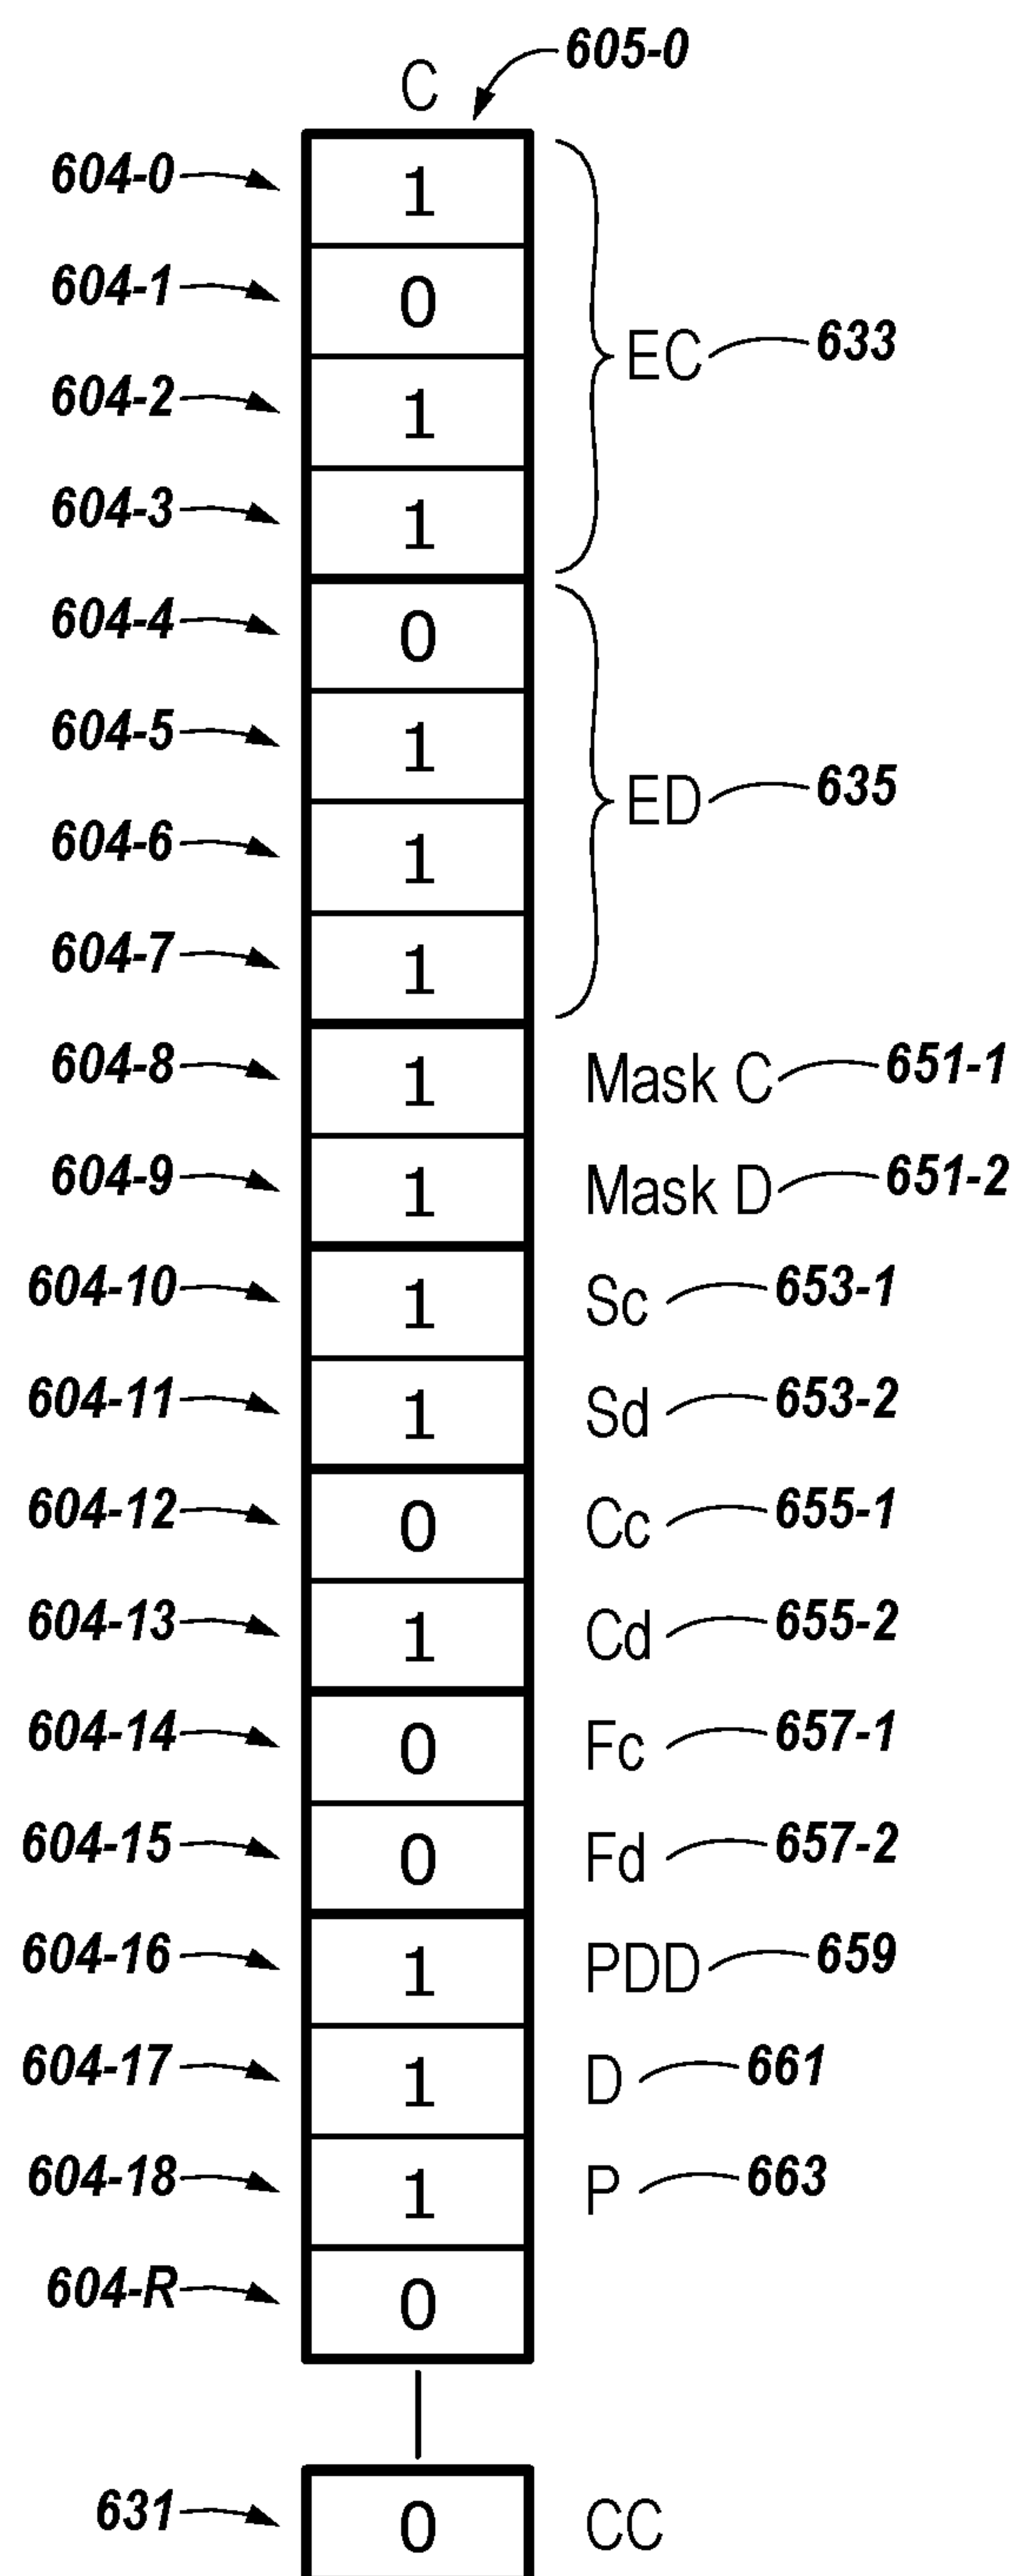 C 605-0
604-0 1
604-1 0
EC 633
604-2 1
604-3 1
604-4 0
604-5 1
ED 635
604-6 1
604-7 1
604-8 1 Mask C 651-1
604-9 1 Mask D 651-2
604-10 1 Sc 653-1
604-11 1 Sd 653-2
604-12 0 Cc 655-1
604-13 1 Cd 655-2
604-14 0 Fc 657-1
604-15 0 Fd 657-2
604-16 1 PDD 659
604-17 1 D 661
604-18 1 P 663
604-R 0
631 0 CC